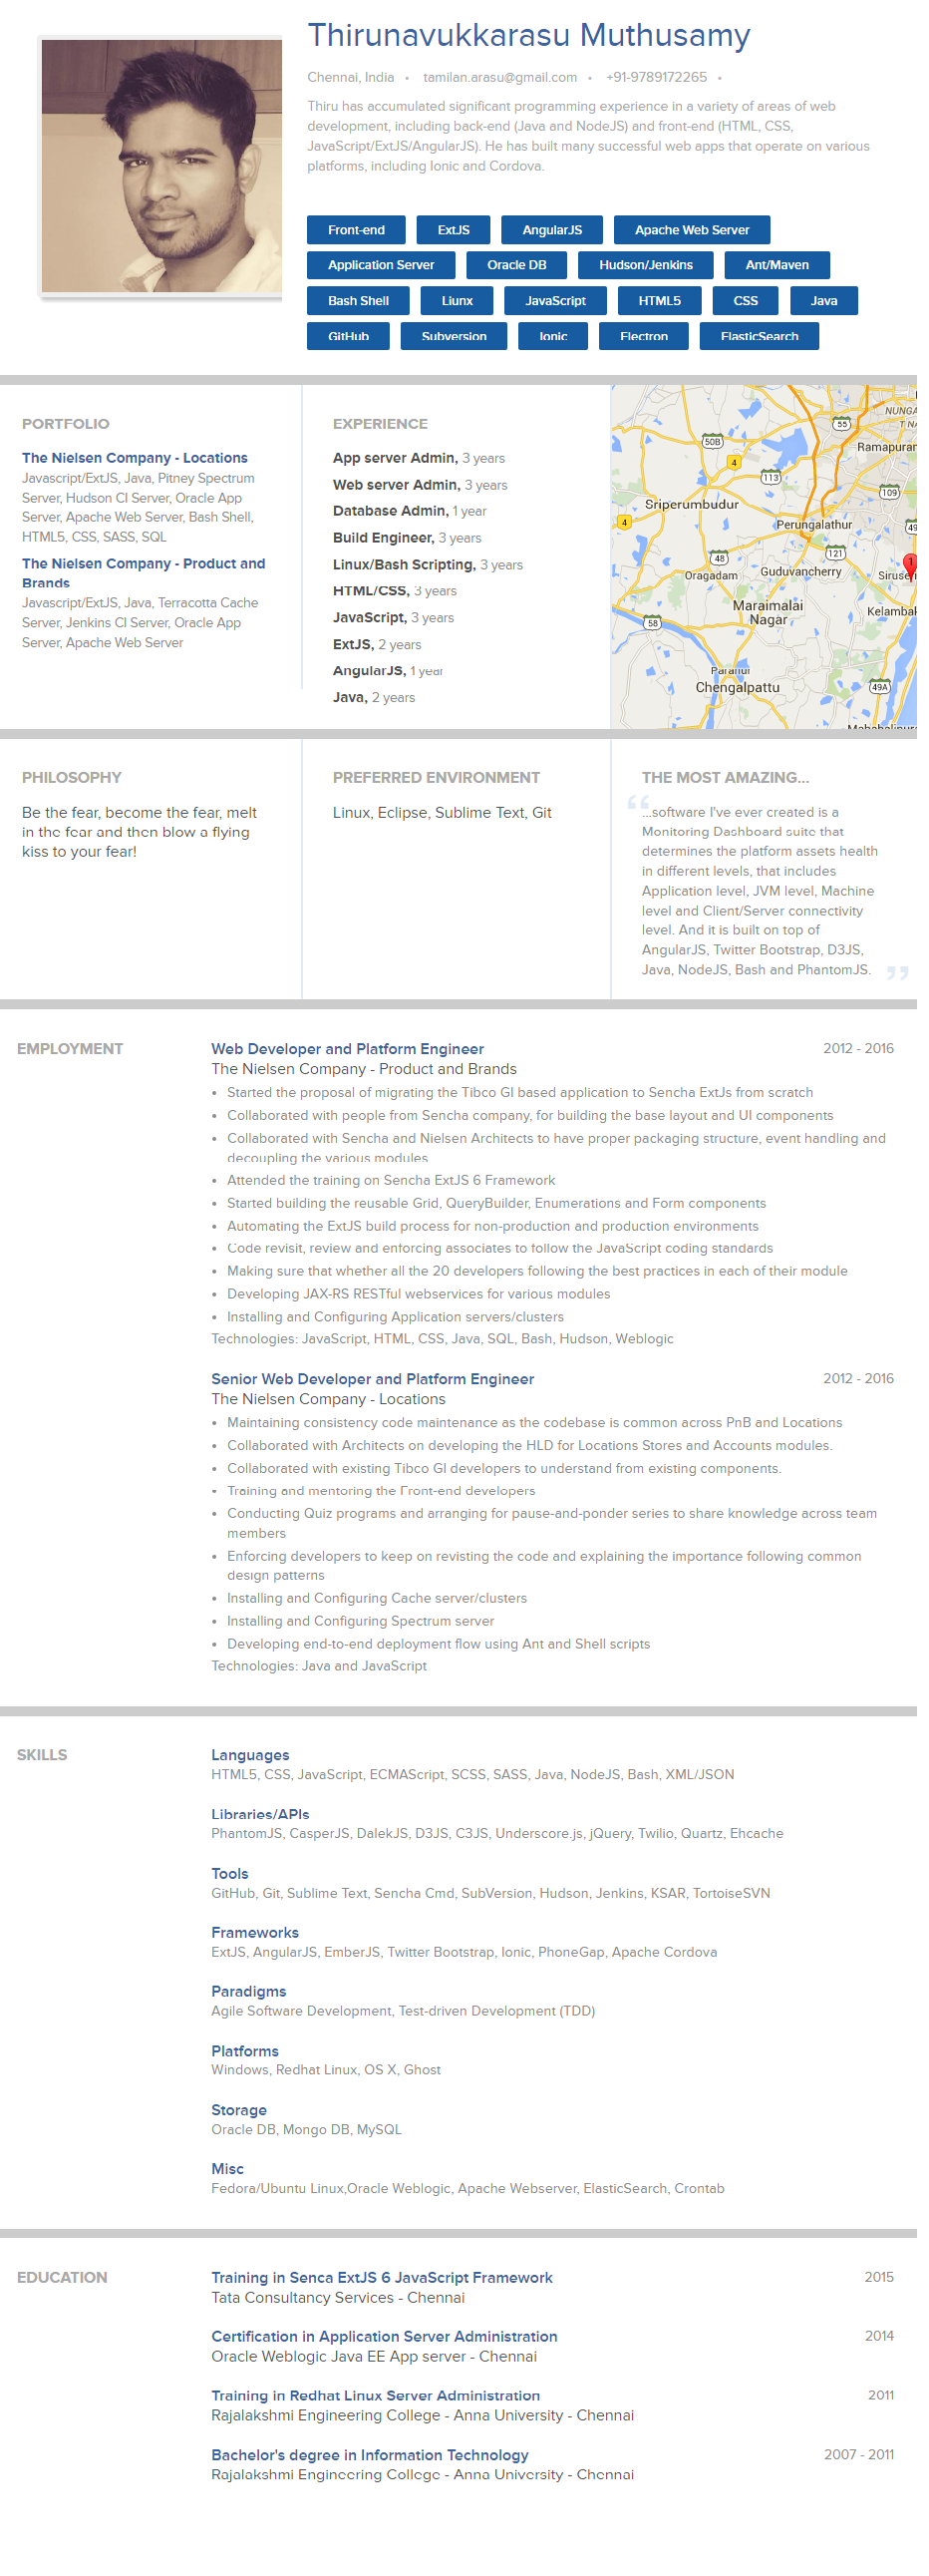 Thirunavukkarasu Muthusamy
Chennai, India • tamilan.arasu@gmail.com • +91-9789172265 •
Thiru has accumulated significant programming experience in a variety of areas of web
development, including back-end (Java and NodeJS) and front-end (HTML, CSS,
JavaScript/ExtJS/AngularJS). He has built many successful web apps that operate on various
platforms, including Ionic and Cordova.
Front-end ExtJS AngularJS Apache Web Server
Application Server Oracle DB Hudson/Jenkins Ant/Maven
Bash Shell Liunx JavaScript HTML5 CSS Java
GitHub Subversion Ionic Electron ElasticSearch
PORTFOLIO
The Nielsen Company - Locations
Javascript/ExtJS, Java, Pitney Spectrum
Server, Hudson CI Server, Oracle App
Server, Apache Web Server, Bash Shell,
HTML5, CSS, SASS, SQL
The Nielsen Company - Product and
Brands
Javascript/ExtJS, Java, Terracotta Cache
Server, Jenkins CI Server, Oracle App
Server, Apache Web Server
EXPERIENCE
App server Admin, 3 years
Web server Admin, 3 years
Database Admin, 1 year
Build Engineer, 3 years
Linux/Bash Scripting, 3 years
HTML/CSS, 3 years
JavaScript, 3 years
ExtJS, 2 years
AngularJS, 1 year
Java, 2 years
NUNGA
55
T NA
50B
Ramapuram
4
113
109
Sriperumbudur
4
Perungalathur
49
48
121
1
Oragadam
Guduvancherry
Siruse
Maraimalai
Nagar
Kelambak
58
Paranur
Chengalpattu
49A
Mahabalipura
PHILOSOPHY
Be the fear, become the fear, melt
in the fear and then blow a flying
kiss to your fear!
PREFERRED ENVIRONMENT
Linux, Eclipse, Sublime Text, Git
THE MOST AMAZING...
“ ...software I've ever created is a
Monitoring Dashboard suite that
determines the platform assets health
in different levels, that includes
Application level, JVM level, Machine
level and Client/Server connectivity
level. And it is built on top of
AngularJS, Twitter Bootstrap, D3JS,
Java, NodeJS, Bash and PhantomJS. ”
EMPLOYMENT
Web Developer and Platform Engineer 2012 - 2016
The Nielsen Company - Product and Brands
• Started the proposal of migrating the Tibco GI based application to Sencha ExtJs from scratch
• Collaborated with people from Sencha company, for building the base layout and UI components
• Collaborated with Sencha and Nielsen Architects to have proper packaging structure, event handling and
decoupling the various modules
• Attended the training on Sencha ExtJS 6 Framework
• Started building the reusable Grid, QueryBuilder, Enumerations and Form components
• Automating the ExtJS build process for non-production and production environments
• Code revisit, review and enforcing associates to follow the JavaScript coding standards
• Making sure that whether all the 20 developers following the best practices in each of their module
• Developing JAX-RS RESTful webservices for various modules
• Installing and Configuring Application servers/clusters
Technologies: JavaScript, HTML, CSS, Java, SQL, Bash, Hudson, Weblogic
Senior Web Developer and Platform Engineer 2012 - 2016
The Nielsen Company - Locations
• Maintaining consistency code maintenance as the codebase is common across PnB and Locations
• Collaborated with Architects on developing the HLD for Locations Stores and Accounts modules.
• Collaborated with existing Tibco GI developers to understand from existing components.
• Training and mentoring the Front-end developers
• Conducting Quiz programs and arranging for pause-and-ponder series to share knowledge across team
members
• Enforcing developers to keep on revisting the code and explaining the importance following common
design patterns
• Installing and Configuring Cache server/clusters
• Installing and Configuring Spectrum server
• Developing end-to-end deployment flow using Ant and Shell scripts
Technologies: Java and JavaScript
SKILLS
Languages
HTML5, CSS, JavaScript, ECMAScript, SCSS, SASS, Java, NodeJS, Bash, XML/JSON
Libraries/APIs
PhantomJS, CasperJS, DalekJS, D3JS, C3JS, Underscore.js, jQuery, Twilio, Quartz, Ehcache
Tools
GitHub, Git, Sublime Text, Sencha Cmd, SubVersion, Hudson, Jenkins, KSAR, TortoiseSVN
Frameworks
ExtJS, AngularJS, EmberJS, Twitter Bootstrap, Ionic, PhoneGap, Apache Cordova
Paradigms
Agile Software Development, Test-driven Development (TDD)
Platforms
Windows, Redhat Linux, OS X, Ghost
Storage
Oracle DB, Mongo DB, MySQL
Misc
Fedora/Ubuntu Linux,Oracle Weblogic, Apache Webserver, ElasticSearch, Crontab
EDUCATION
Training in Senca ExtJS 6 JavaScript Framework 2015
Tata Consultancy Services - Chennai
Certification in Application Server Administration 2014
Oracle Weblogic Java EE App server - Chennai
Training in Redhat Linux Server Administration 2011
Rajalakshmi Engineering College - Anna University - Chennai
Bachelor's degree in Information Technology 2007 - 2011
Rajalakshmi Engineering College - Anna University - Chennai